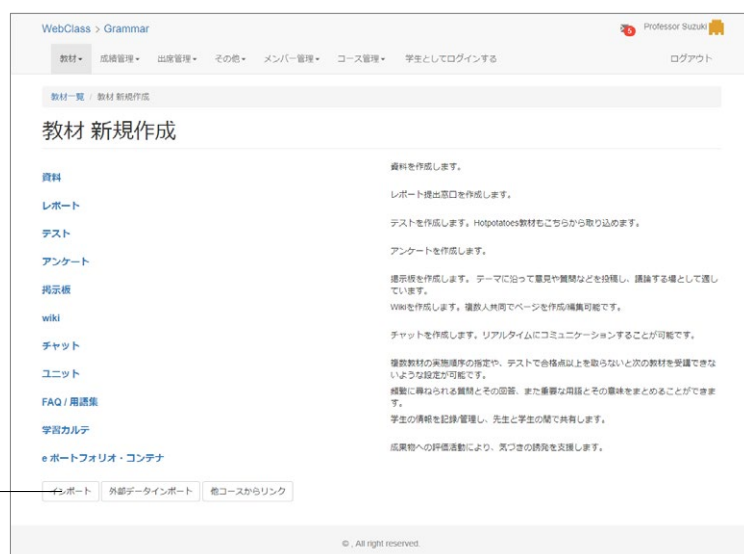 WebClass > Grammar
5
Professor Suzuki
教材 成績管理 出席管理 その他 メンバー管理 コース管理 学生としてログインする ログアウト
教材一覧 / 教材 新規作成
教材 新規作成
資料
資料を作成します。
レポート
レポート提出窓口を作成します。
テスト
テストを作成します。Hotpotatoes教材もこちらから取り込めます。
アンケート
アンケートを作成します。
掲示板
掲示板を作成します。 テーマに沿って意見や質問などを投稿し、議論する場として適し
ています。
wiki
Wikiを作成します。複数人共同でページを作成/編集可能です。
チャット
チャットを作成します。リアルタイムにコミュニケーションすることが可能です。
ユニット
複数教材の実施順序の指定や、テストで合格点以上を取らないと次の教材を受講できな
いような設定が可能です。
FAQ / 用語集
頻繁に尋ねられる質問とその回答、また重要な用語とその意味をまとめることができま
す。
学習カルテ
学生の情報を記録/管理し、先生と学生の間で共有します。
e ポートフォリオ・コンテナ
成果物への評価活動により、気づきの誘発を支援します。
インポート 外部データインポート 他コースからリンク
© , All right reserved.